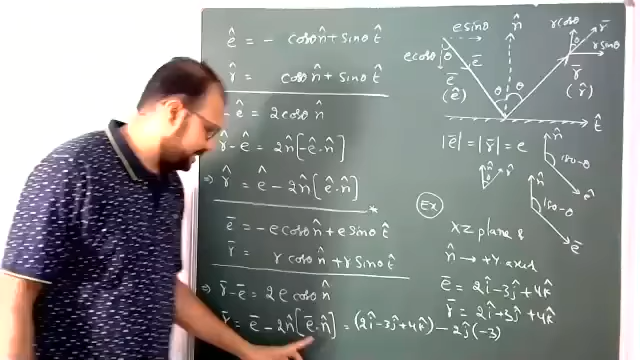 ê = - cosθ n̂ + sinθ t̂
r̂ = cosθ n̂ + sinθ t̂
-ê = 2cosθ n̂
r̂-ê = 2n̂[-ê·n̂]
⇒ r̂ = ê - 2n̂[ê·n̂]
*
ē = -e cosθ n̂ + e sinθ t̂
r̄ = r cosθ n̂ + r sinθ t̂
⇒ r̄-ē = 2e cosθ n̂
r̄ = ē - 2n̂[ē·n̂] = (2î-3ĵ+4k̂) - 2ĵ(-3)
e sinθ
n̂
r cosθ
r̄
e cosθ
θ
ē
θ
r sinθ
ē
(ê)
θ θ
r̄
(r̂)
t̂
|ē| = |r̄| = e
n̂
180-θ
ê
n̂
r̂
n̂
180-θ
ē
Ex
XZ plane &
n̂ → +Y axis
ē = 2î-3ĵ+4k̂
r̄ = 2î+3ĵ+4k̂